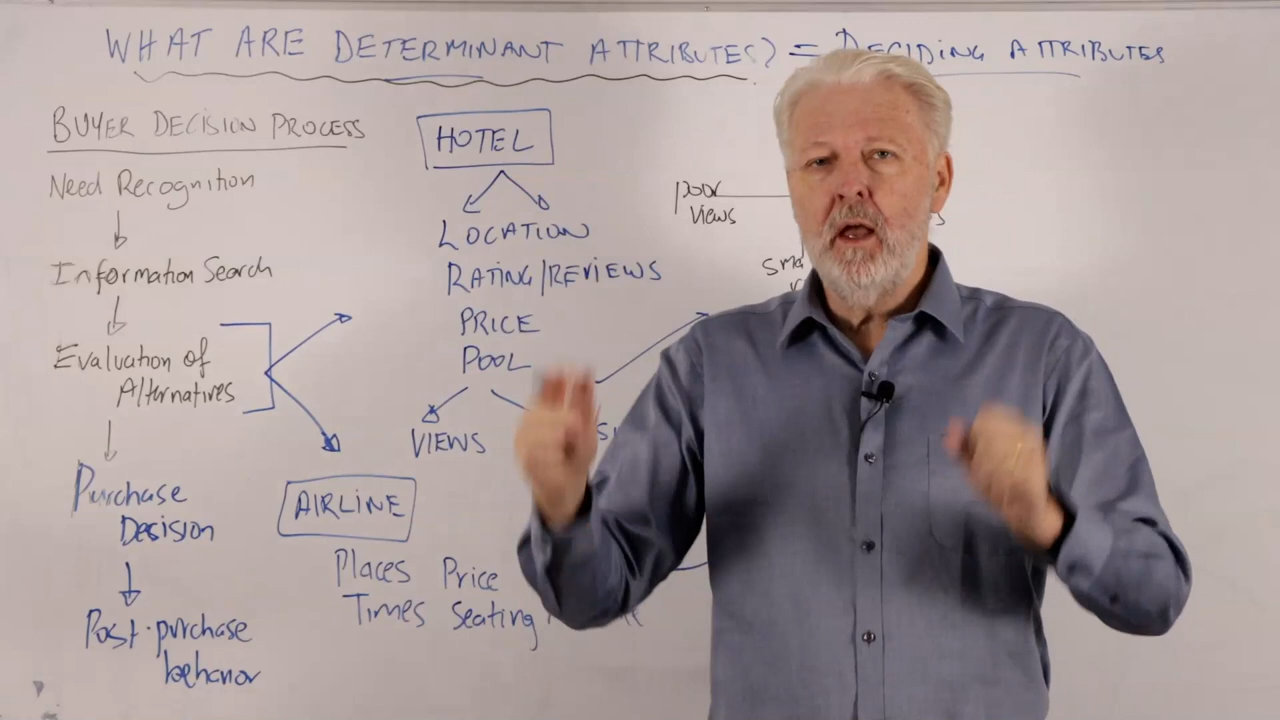 WHAT ARE DETERMINANT ATTRIBUTES? = DECIDING ATTRIBUTES
BUYER DECISION PROCESS
Need Recognition
Information Search
Evaluation of
Alternatives
Purchase
Decision
Post-purchase
behavior
HOTEL
LOCATION
RATING/REVIEWS
PRICE
POOL
VIEWS
AIRLINE
Places Price
Times Seating
poor
views